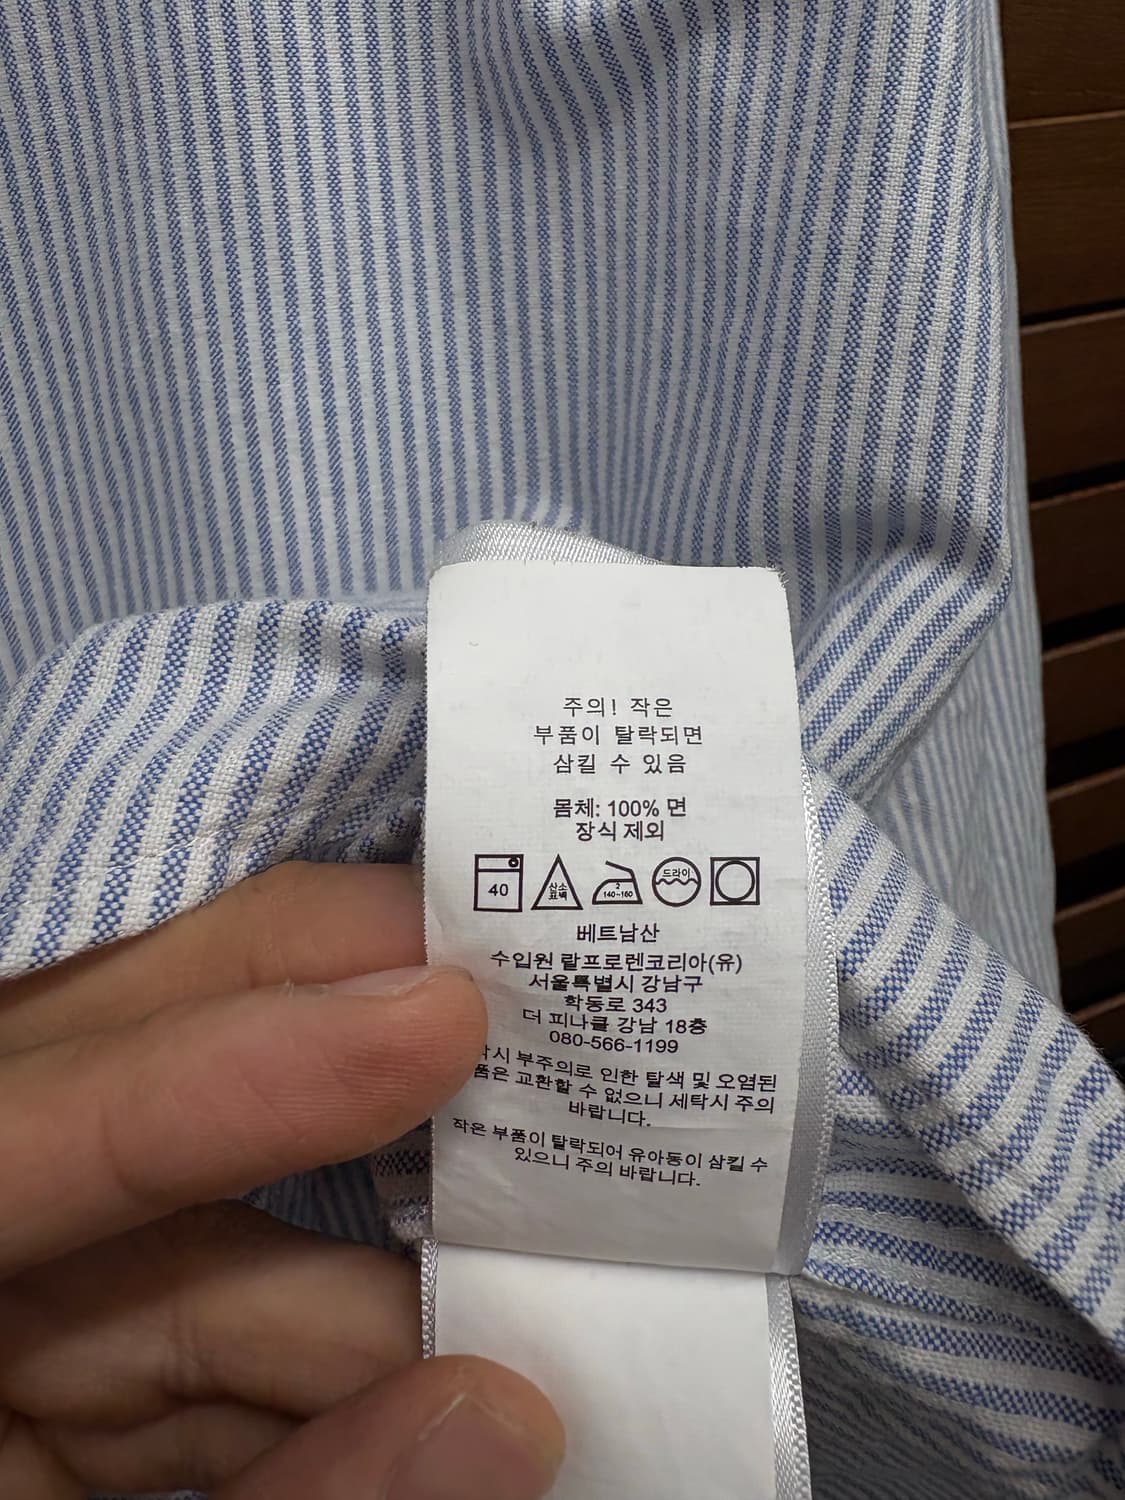 주의! 작은
부품이 탈락되면
삼킬 수 있음
몸체: 100% 면
장식 제외
40
산소
표백
2
140~160
드라이
베트남산
수입원 랄프로렌코리아(유)
서울특별시 강남구
학동로 343
더 피나클 강남 18층
080-566-1199
부주의로 인한 탈색 및 오염된
교환할 수 없으니 세탁시 주의
바랍니다.
작은 부품이 탈락되어 유아동이 삼킬 수
있으니 주의 바랍니다.